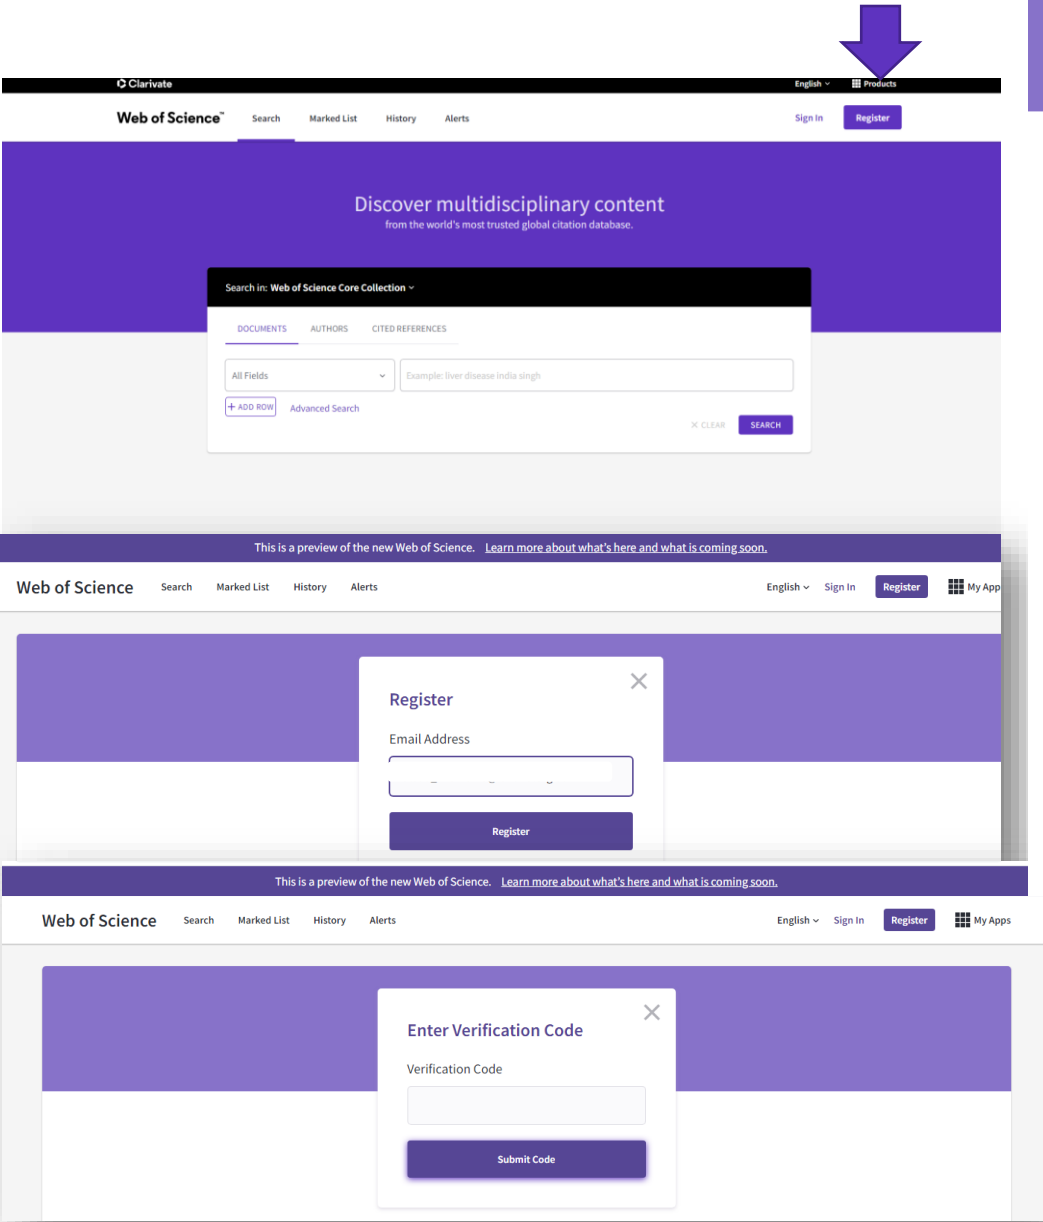 Clarivate English Products
Web of Science™ Search Marked List History Alerts Sign In Register
Discover multidisciplinary content
from the world's most trusted global citation database.
Search in: Web of Science Core Collection
DOCUMENTS AUTHORS CITED REFERENCES
All Fields Example: liver disease india singh
+ ADD ROW Advanced Search
× CLEAR SEARCH
This is a preview of the new Web of Science. Learn more about what's here and what is coming soon.
Web of Science Search Marked List History Alerts English Sign In Register My App
Register
Email Address
Register
This is a preview of the new Web of Science. Learn more about what's here and what is coming soon.
Web of Science Search Marked List History Alerts English Sign In Register My Apps
Enter Verification Code
Verification Code
Submit Code